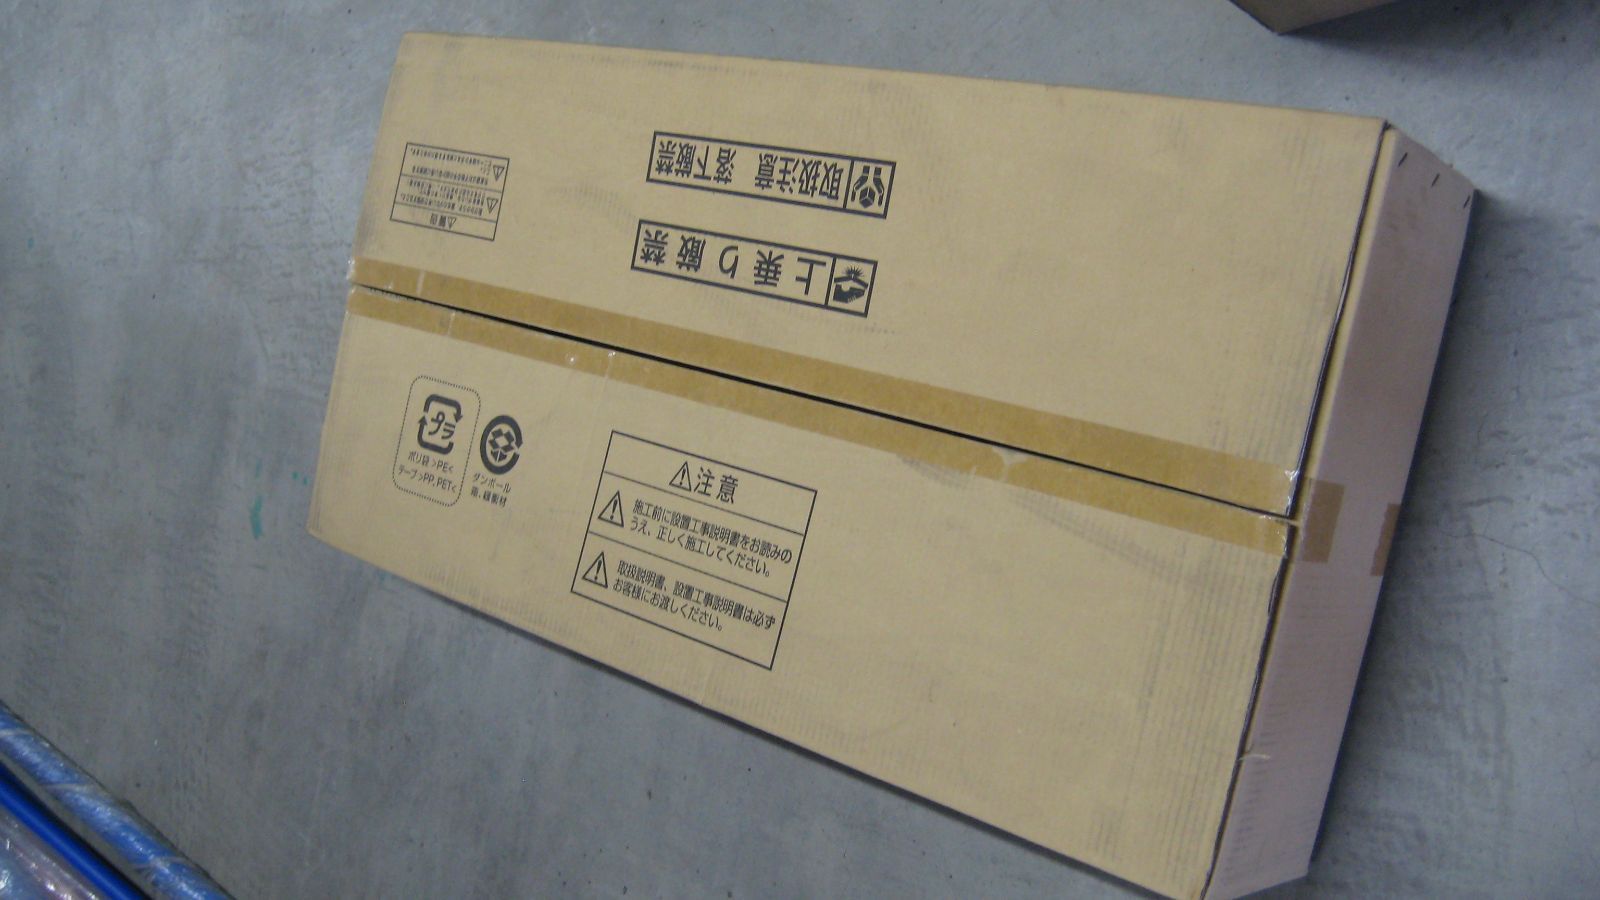 取扱注意 落下厳禁
上乗り厳禁
警告
プラ
ポリ袋>PE<
テープ>PP、PET<
ダンボール
箱、緩衝材
注意
施工前に設置工事説明書をお読みの
うえ、正しく施工してください。
取扱説明書、設置工事説明書は必ず
お客様にお渡しください。